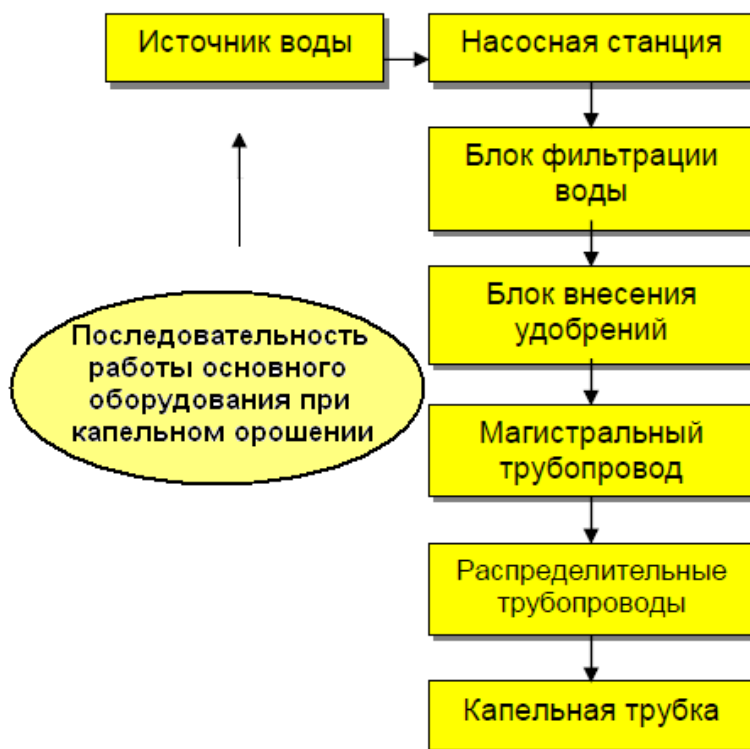 Источник воды
Насосная станция
Блок фильтрации
воды
Блок внесения
удобрений
Последовательность
работы основного
оборудования при
капельном орошении
Магистральный
трубопровод
Распределительные
трубопроводы
Капельная трубка